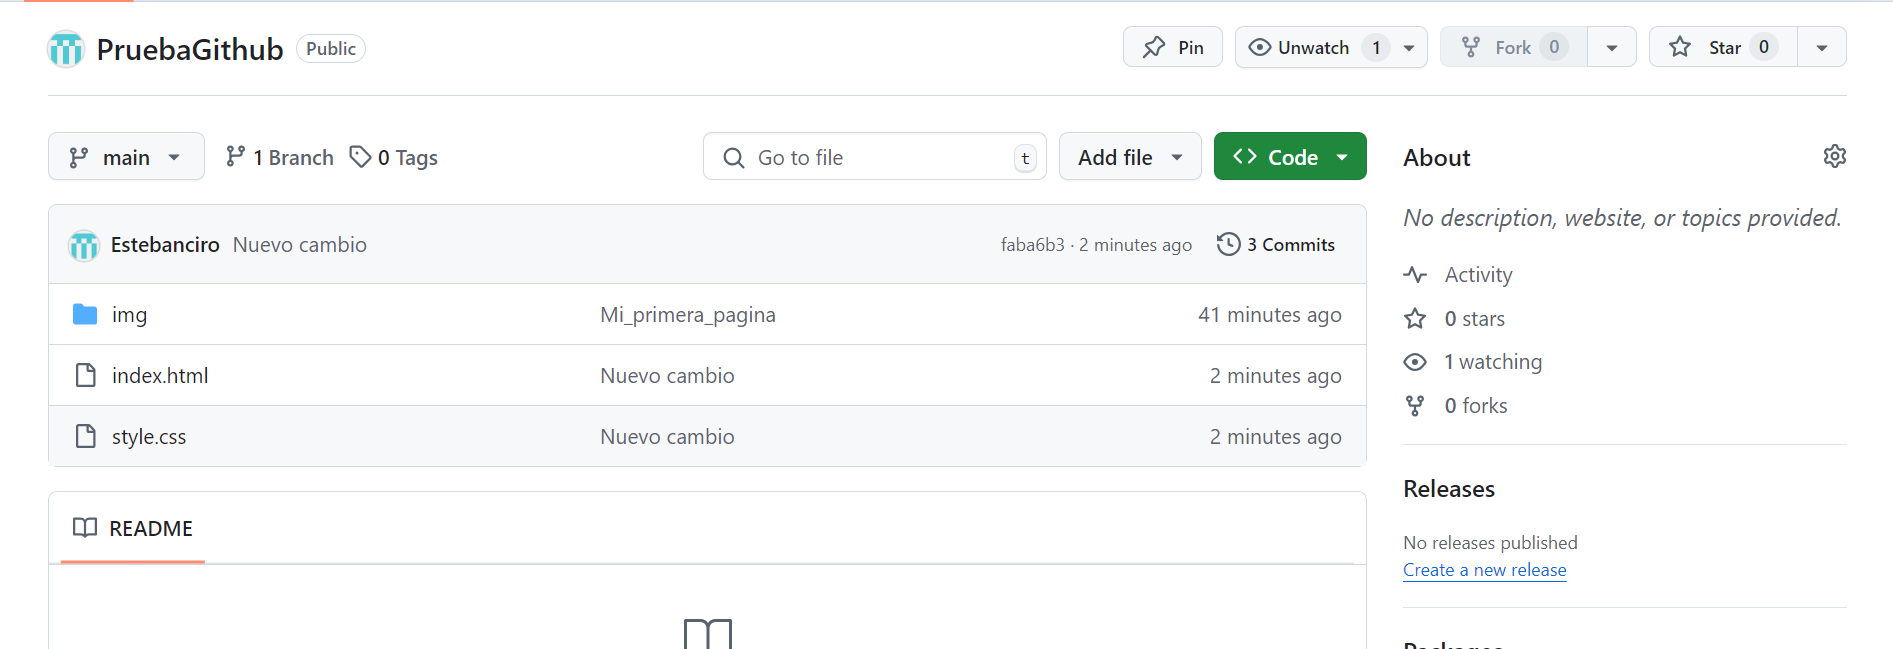 PruebaGithub Public Pin Unwatch 1 Fork 0 Star 0
main 1 Branch 0 Tags Go to file t Add file Code
Estebanciro Nuevo cambio faba6b3 · 2 minutes ago 3 Commits
img Mi_primera_pagina 41 minutes ago
index.html Nuevo cambio 2 minutes ago
style.css Nuevo cambio 2 minutes ago
README
About
No description, website, or topics provided.
Activity
0 stars
1 watching
0 forks
Releases
No releases published
Create a new release